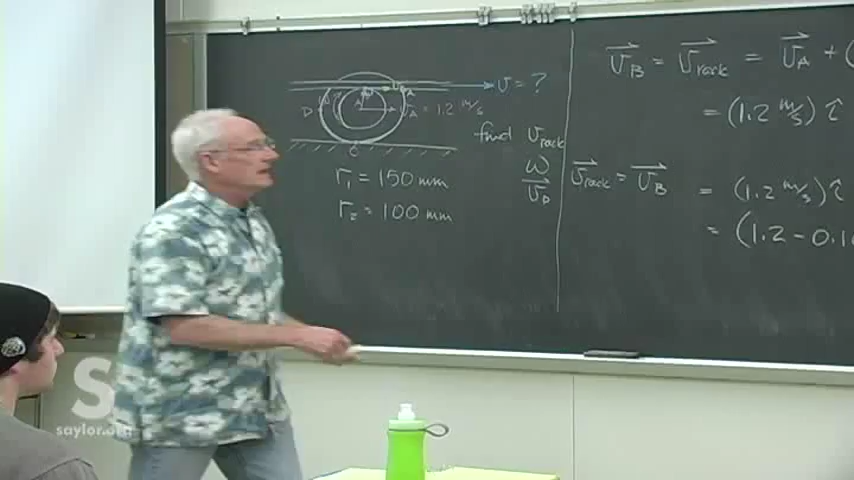 v = ?
D A A v_A = 1.2 m/s
C
find v_rack
ω
v_D
r₁ = 150 mm
r₂ = 100 mm
v_B = v_rack = v_A + (
= (1.2 m/s) î
v_rack = v_B = (1.2 m/s) î
= (1.2 - 0.1
S
saylor.org